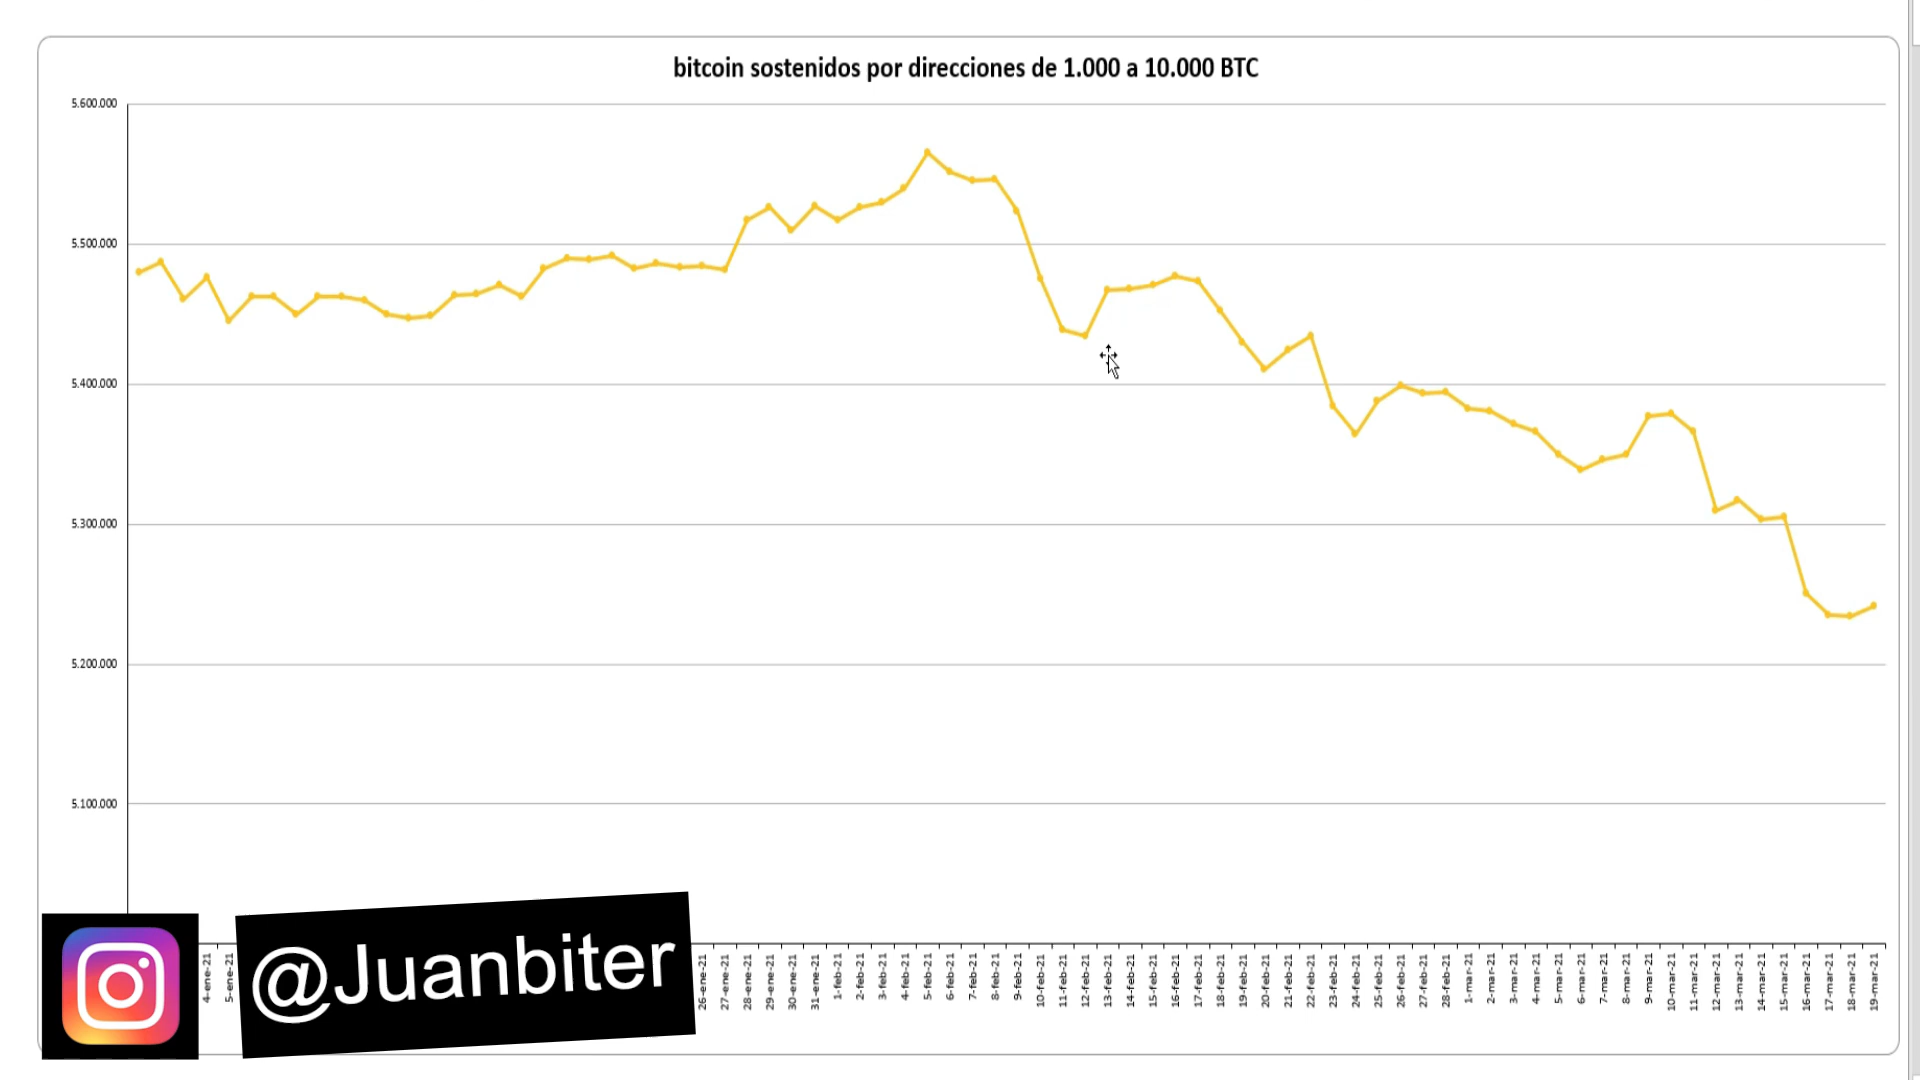 bitcoin sostenidos por direcciones de 1.000 a 10.000 BTC
5.600.000
5.500.000
5.400.000
5.300.000
5.200.000
5.100.000
4-ene-21
5-ene-21
26-ene-21
27-ene-21
28-ene-21
29-ene-21
30-ene-21
31-ene-21
1-feb-21
2-feb-21
3-feb-21
4-feb-21
5-feb-21
6-feb-21
7-feb-21
8-feb-21
9-feb-21
10-feb-21
11-feb-21
12-feb-21
13-feb-21
14-feb-21
15-feb-21
16-feb-21
17-feb-21
18-feb-21
19-feb-21
20-feb-21
21-feb-21
22-feb-21
23-feb-21
24-feb-21
25-feb-21
26-feb-21
27-feb-21
28-feb-21
1-mar-21
2-mar-21
3-mar-21
4-mar-21
5-mar-21
6-mar-21
7-mar-21
8-mar-21
9-mar-21
10-mar-21
11-mar-21
12-mar-21
13-mar-21
14-mar-21
15-mar-21
16-mar-21
17-mar-21
18-mar-21
19-mar-21
@Juanbiter